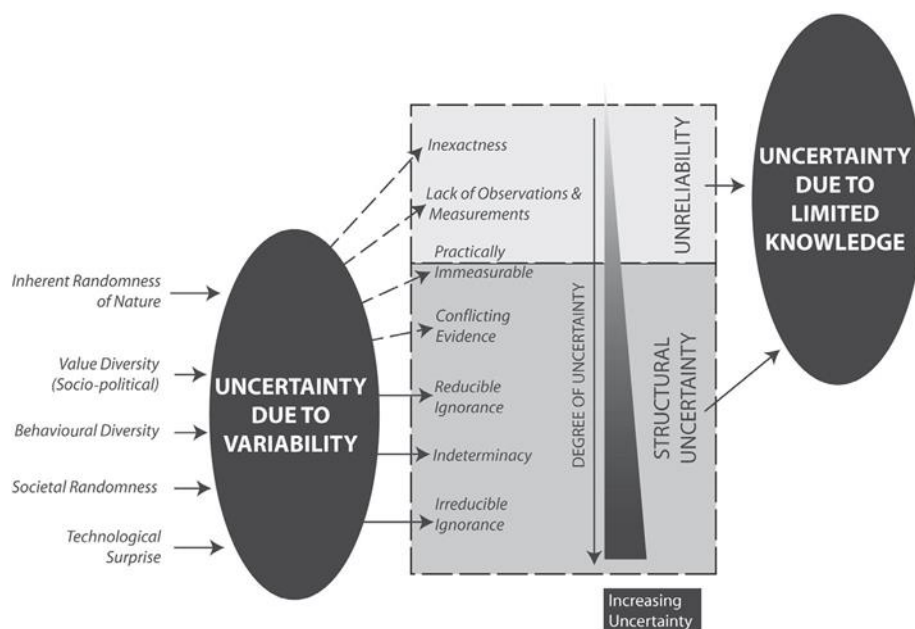 Inherent Randomness
of Nature
Value Diversity
(Socio-political)
Behavioural Diversity
Societal Randomness
Technological
Surprise
UNCERTAINTY
DUE TO
VARIABILITY
Inexactness
Lack of Observations &
Measurements
Practically
Immeasurable
Conflicting
Evidence
Reducible
Ignorance
Indeterminacy
Irreducible
Ignorance
DEGREE OF UNCERTAINTY
UNRELIABILITY
STRUCTURAL
UNCERTAINTY
Increasing
Uncertainty
UNCERTAINTY
DUE TO
LIMITED
KNOWLEDGE